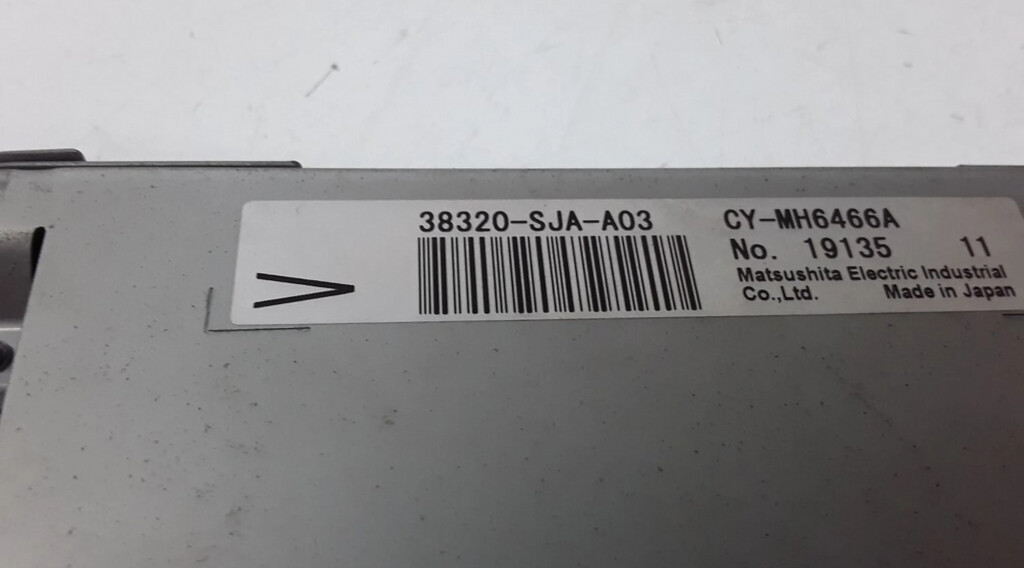 38320-SJA-A03
CY-MH6466A
No. 19135 11
Matsushita Electric Industrial
Co.,Ltd. Made in Japan